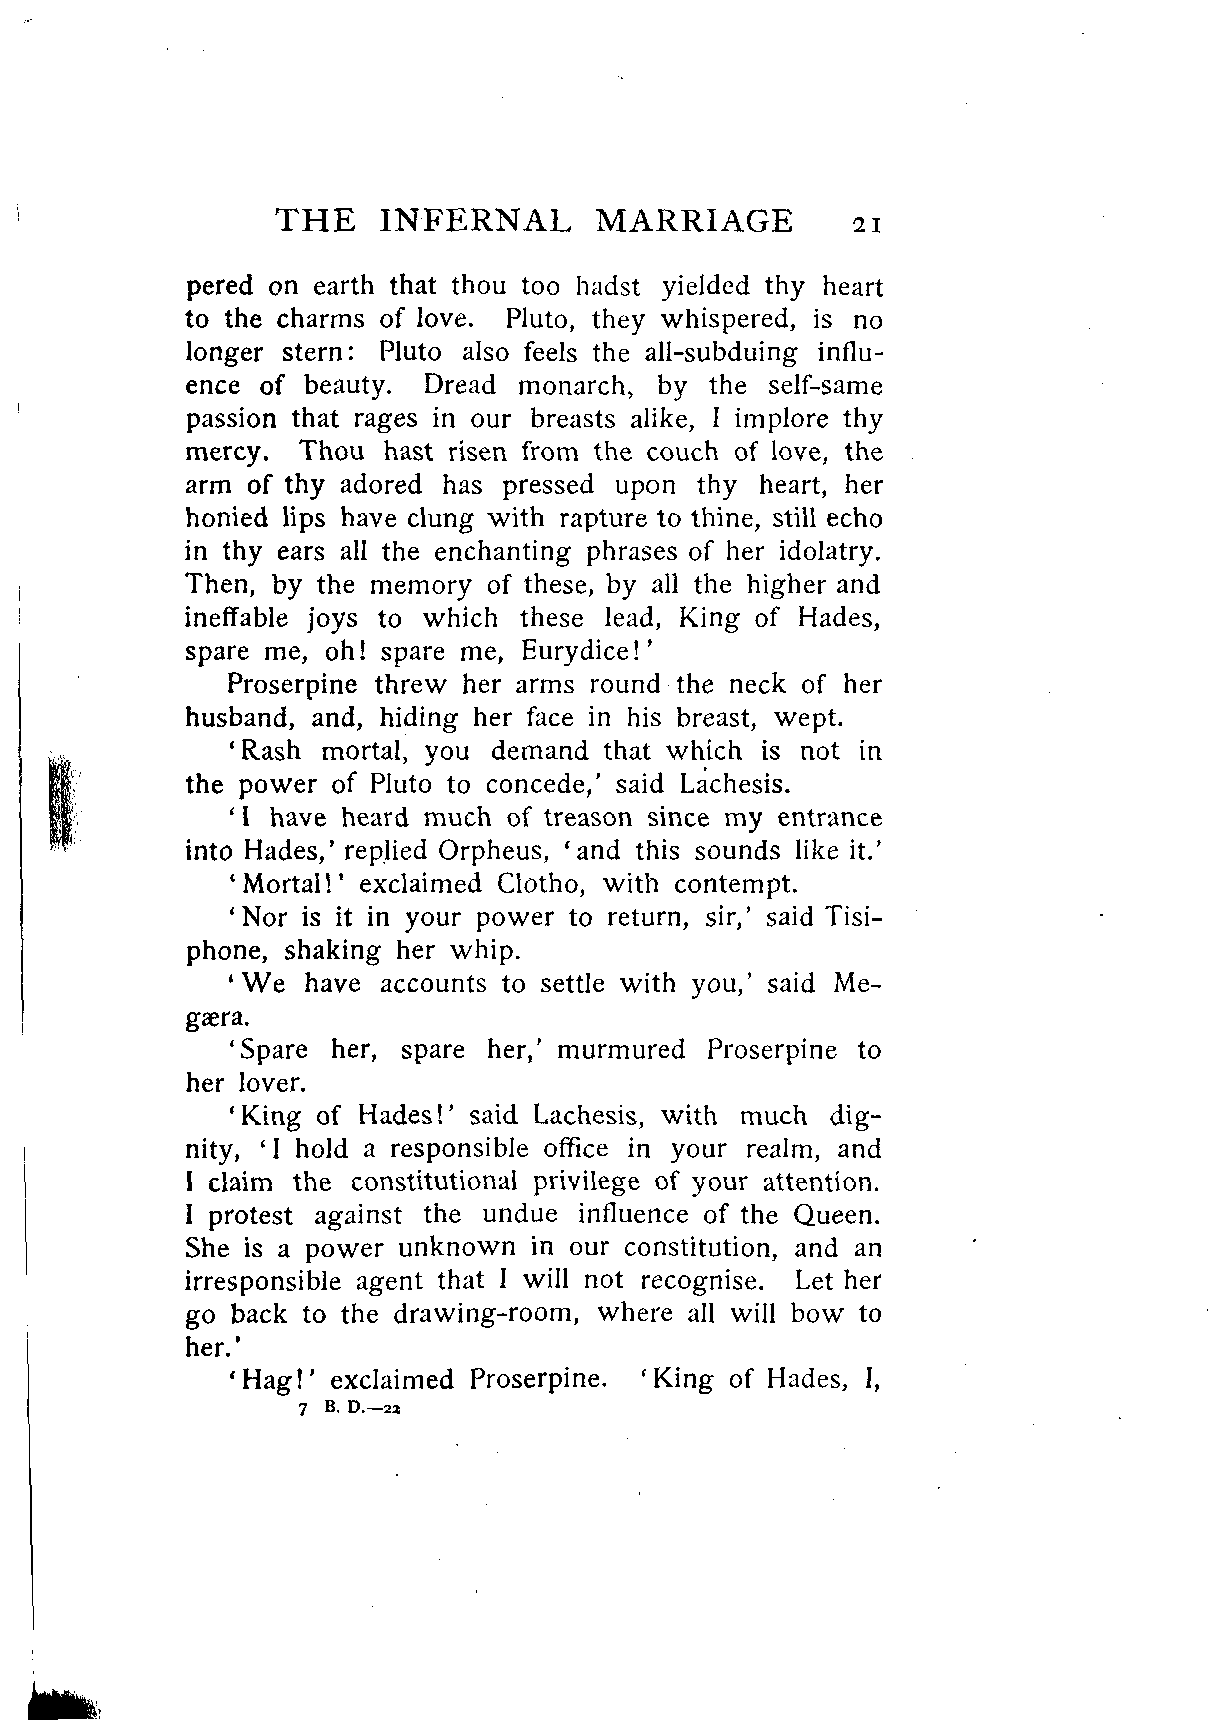 THE INFERNAL MARRIAGE 21
pered on earth that thou too hadst yielded thy heart
to the charms of love. Pluto, they whispered, is no
longer stern: Pluto also feels the all-subduing influ-
ence of beauty. Dread monarch, by the self-same
passion that rages in our breasts alike, I implore thy
mercy. Thou hast risen from the couch of love, the
arm of thy adored has pressed upon thy heart, her
honied lips have clung with rapture to thine, still echo
in thy ears all the enchanting phrases of her idolatry.
Then, by the memory of these, by all the higher and
ineffable joys to which these lead, King of Hades,
spare me, oh! spare me, Eurydice!’
Proserpine threw her arms round the neck of her
husband, and, hiding her face in his breast, wept.
‘Rash mortal, you demand that which is not in
the power of Pluto to concede,’ said Lachesis.
‘I have heard much of treason since my entrance
into Hades,’ replied Orpheus, ‘and this sounds like it.’
‘Mortal!’ exclaimed Clotho, with contempt.
‘Nor is it in your power to return, sir,’ said Tisi-
phone, shaking her whip.
‘We have accounts to settle with you,’ said Me-
gæra.
‘Spare her, spare her,’ murmured Proserpine to
her lover.
‘King of Hades!’ said Lachesis, with much dig-
nity, ‘I hold a responsible office in your realm, and
I claim the constitutional privilege of your attention.
I protest against the undue influence of the Queen.
She is a power unknown in our constitution, and an
irresponsible agent that I will not recognise. Let her
go back to the drawing-room, where all will bow to
her.’
‘Hag!’ exclaimed Proserpine. ‘King of Hades, I,
7 B. D.—22